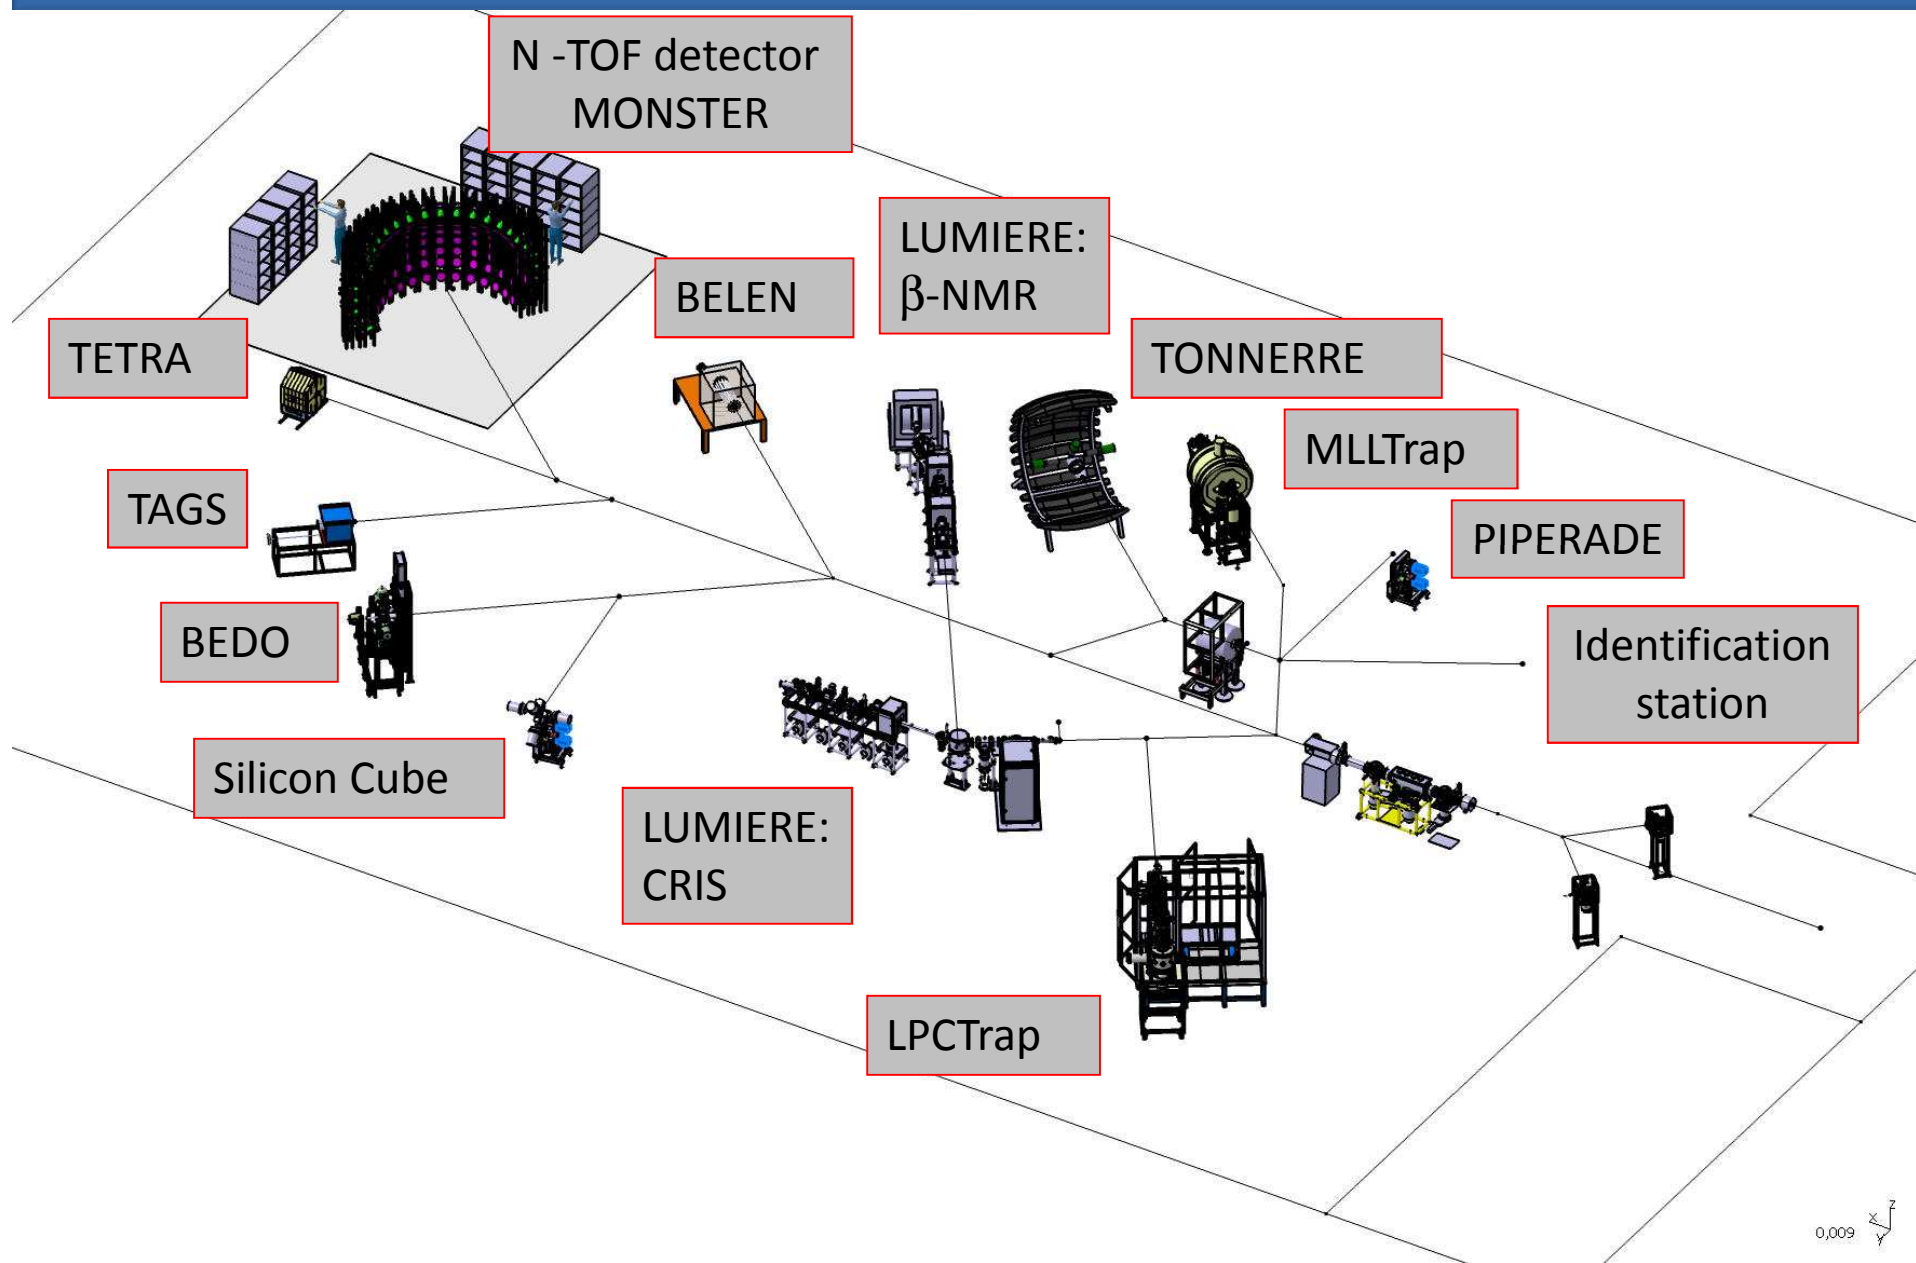 N -TOF detector
MONSTER
LUMIERE:
β-NMR
BELEN
TETRA
TONNERRE
MLLTrap
TAGS
PIPERADE
BEDO
Identification
station
Silicon Cube
LUMIERE:
CRIS
LPCTrap
0,009
x
z
y